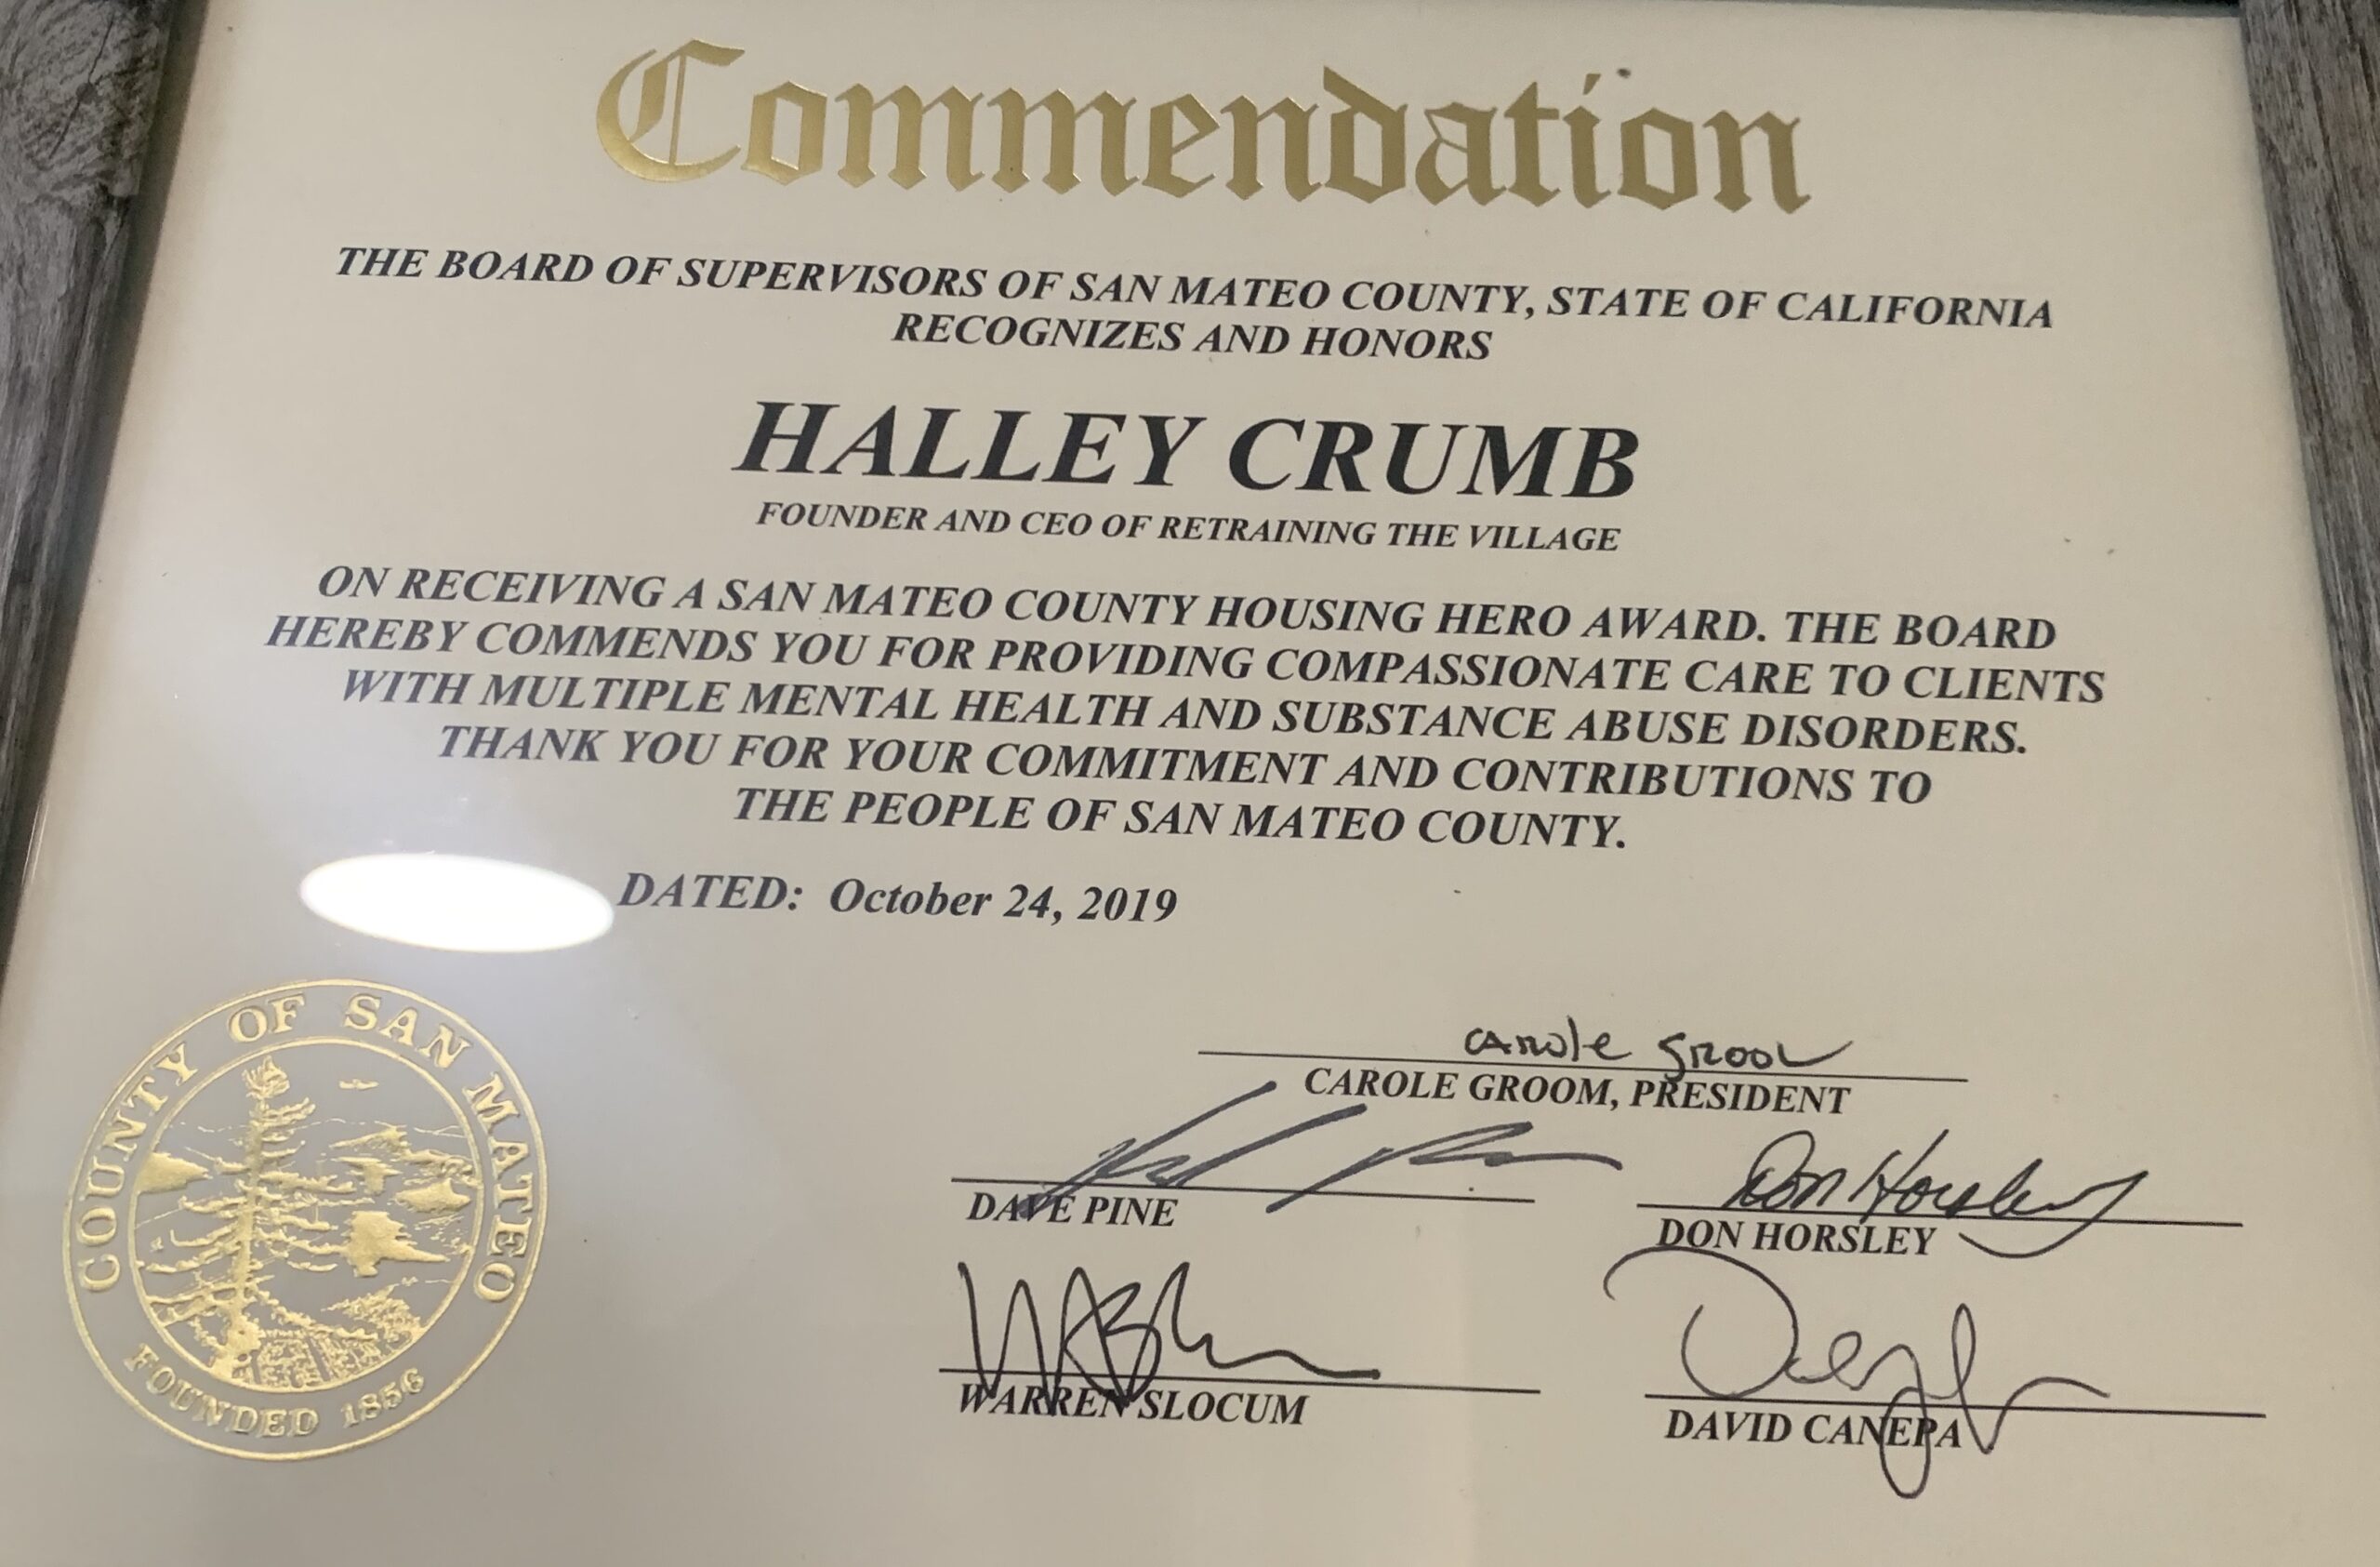 Commendation
THE BOARD OF SUPERVISORS OF SAN MATEO COUNTY, STATE OF CALIFORNIA
RECOGNIZES AND HONORS
HALLEY CRUMB
FOUNDER AND CEO OF RETRAINING THE VILLAGE
ON RECEIVING A SAN MATEO COUNTY HOUSING HERO AWARD. THE BOARD
HEREBY COMMENDS YOU FOR PROVIDING COMPASSIONATE CARE TO CLIENTS
WITH MULTIPLE MENTAL HEALTH AND SUBSTANCE ABUSE DISORDERS.
THANK YOU FOR YOUR COMMITMENT AND CONTRIBUTIONS TO
THE PEOPLE OF SAN MATEO COUNTY.
DATED: October 24, 2019
COUNTY OF SAN MATEO
FOUNDED 1856
Carole Groom
CAROLE GROOM, PRESIDENT
DAVE PINE
Don Horsley
DON HORSLEY
WARREN SLOCUM
DAVID CANEPA